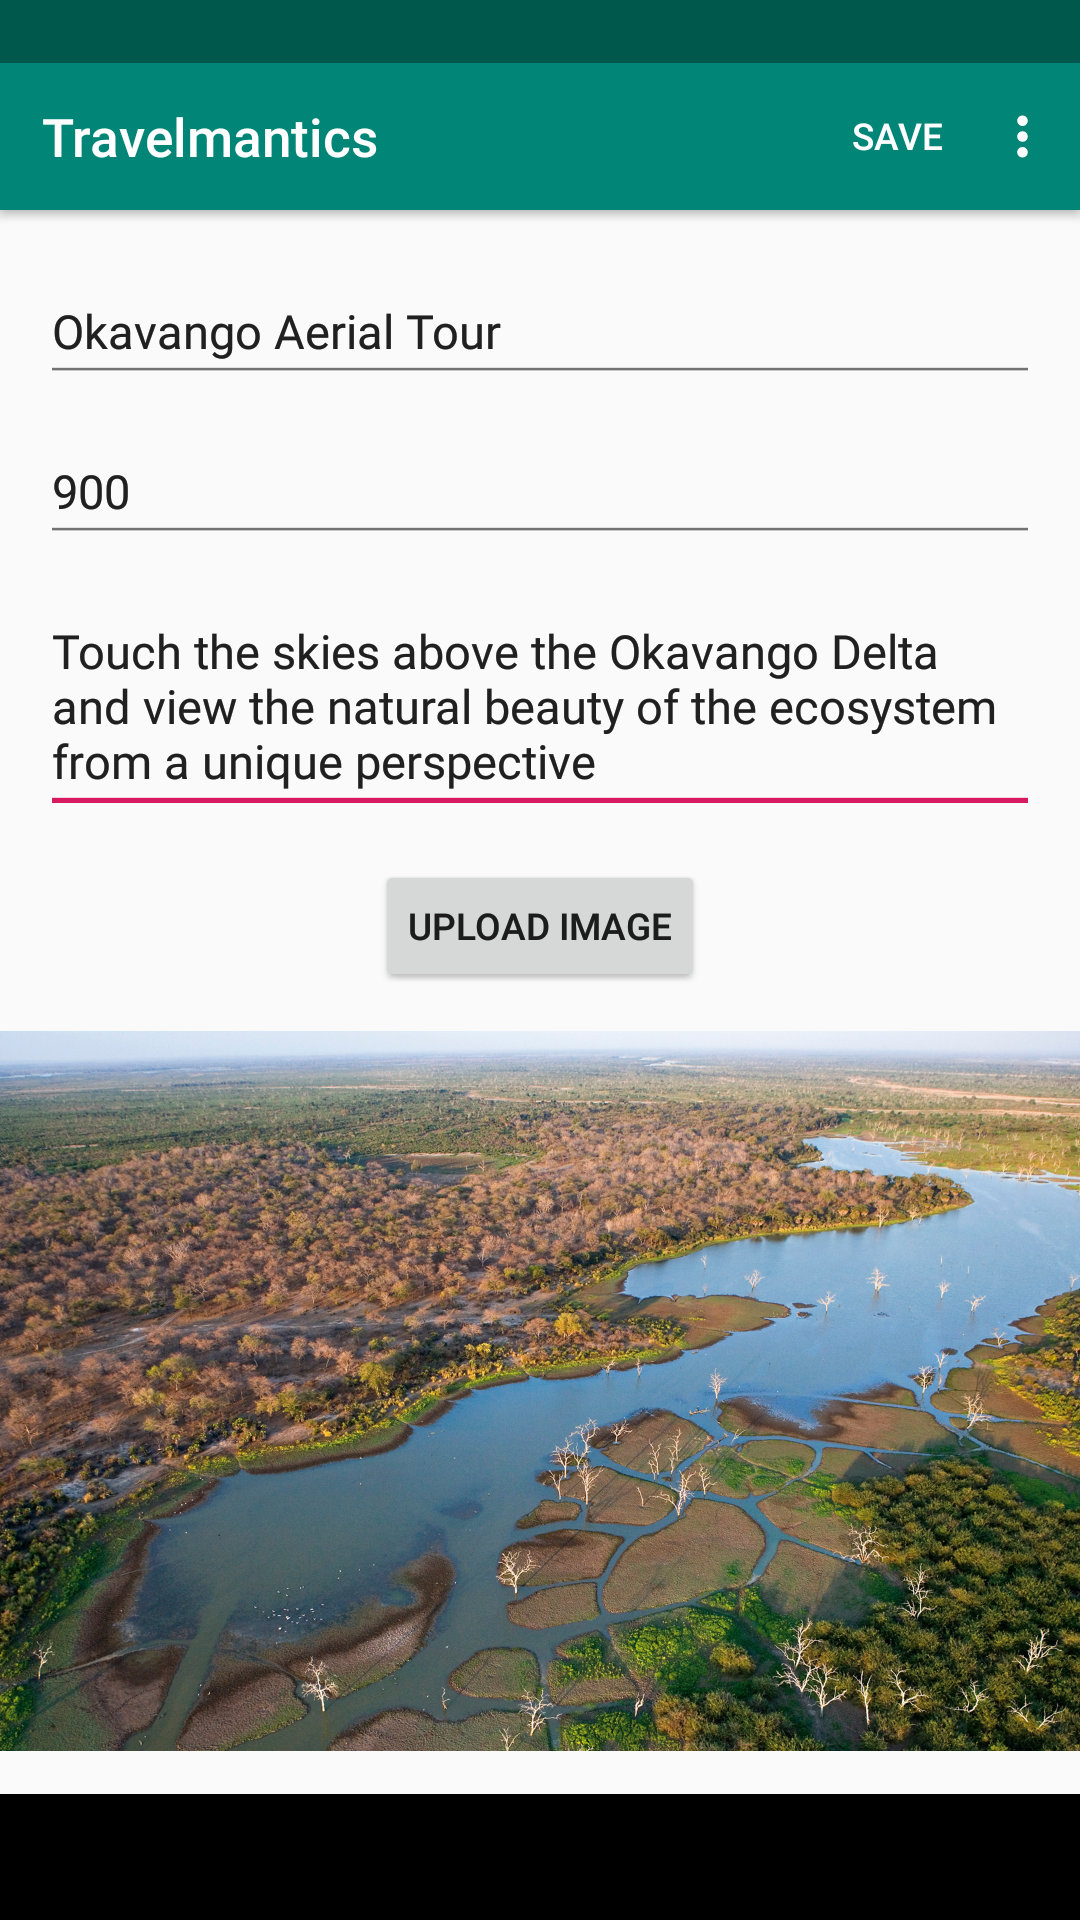 Travelmantics
SAVE
Okavango Aerial Tour
900
Touch the skies above the Okavango Delta
and view the natural beauty of the ecosystem
from a unique perspective
UPLOAD IMAGE